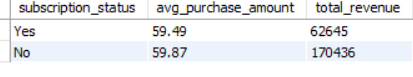 subscription_status avg_purchase_amount total_revenue
Yes 59.49 62645
No 59.87 170436